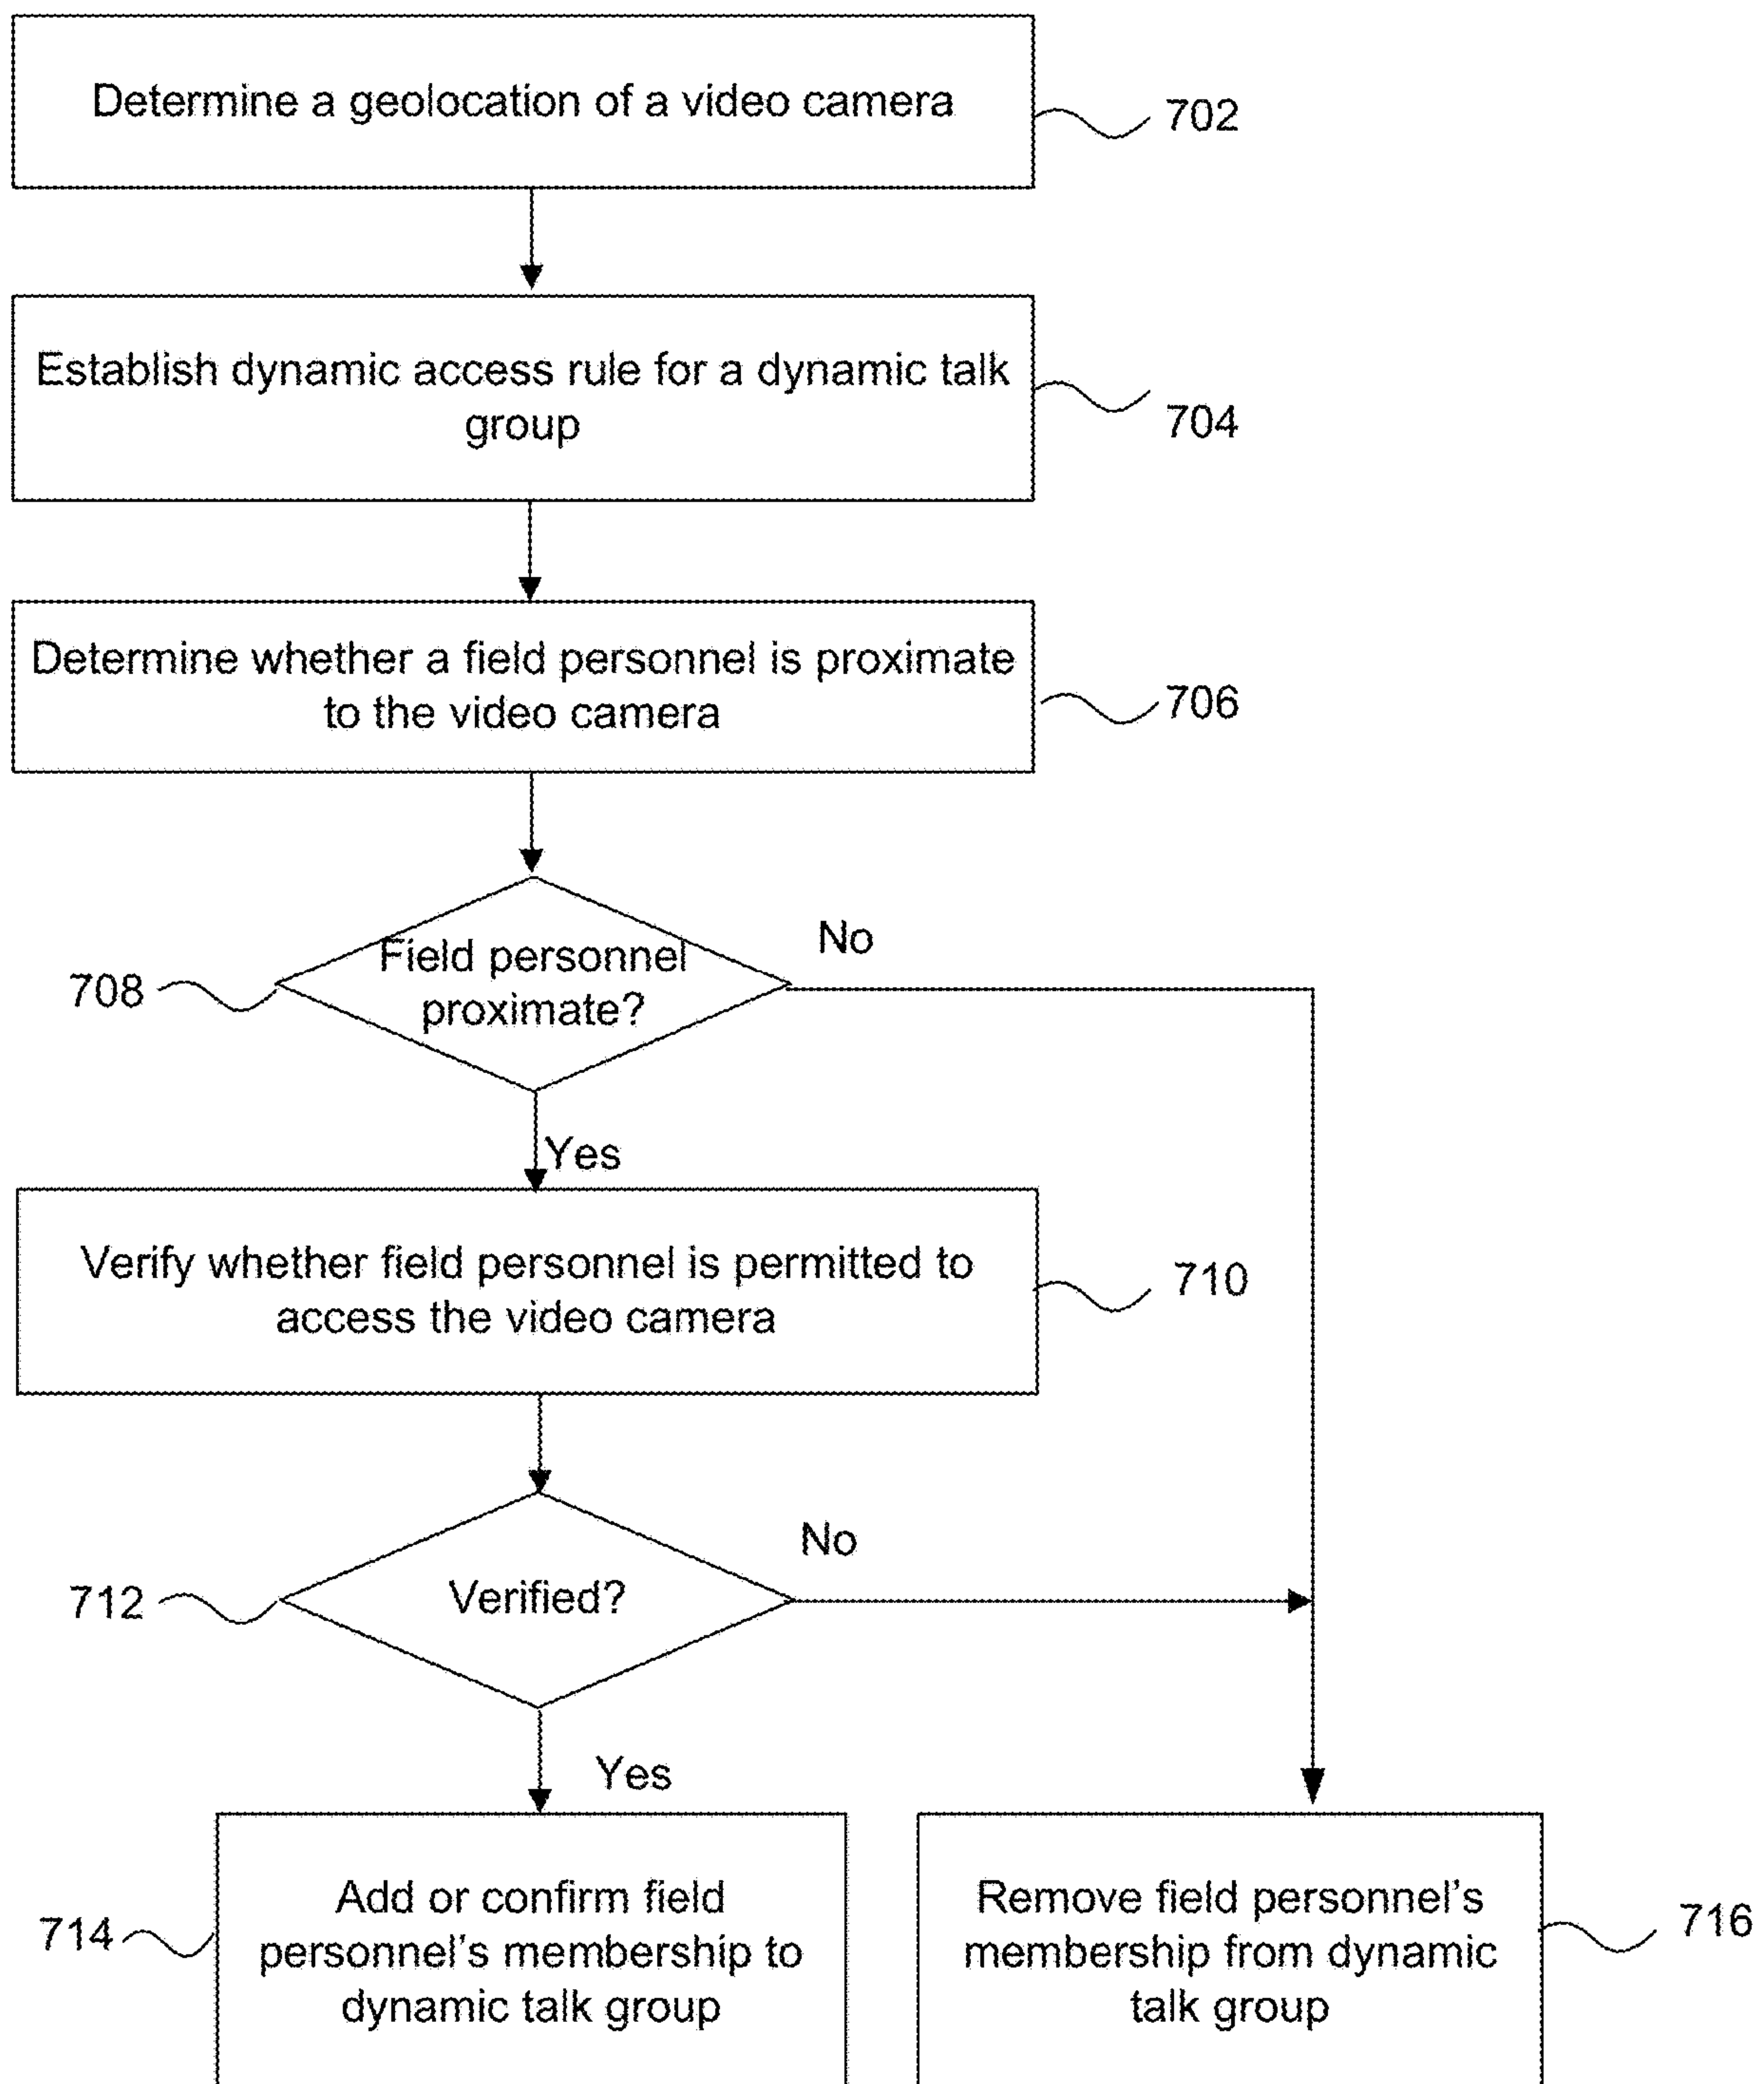 Determine a geolocation of a video camera
702
Establish dynamic access rule for a dynamic talk
group
704
Determine whether a field personnel is proximate
to the video camera
706
Field personnel
proximate?
708
No
Yes
Verify whether field personnel is permitted to
access the video camera
710
Verified?
712
No
Yes
Add or confirm field
personnel's membership to
dynamic talk group
714
Remove field personnel's
membership from dynamic
talk group
716